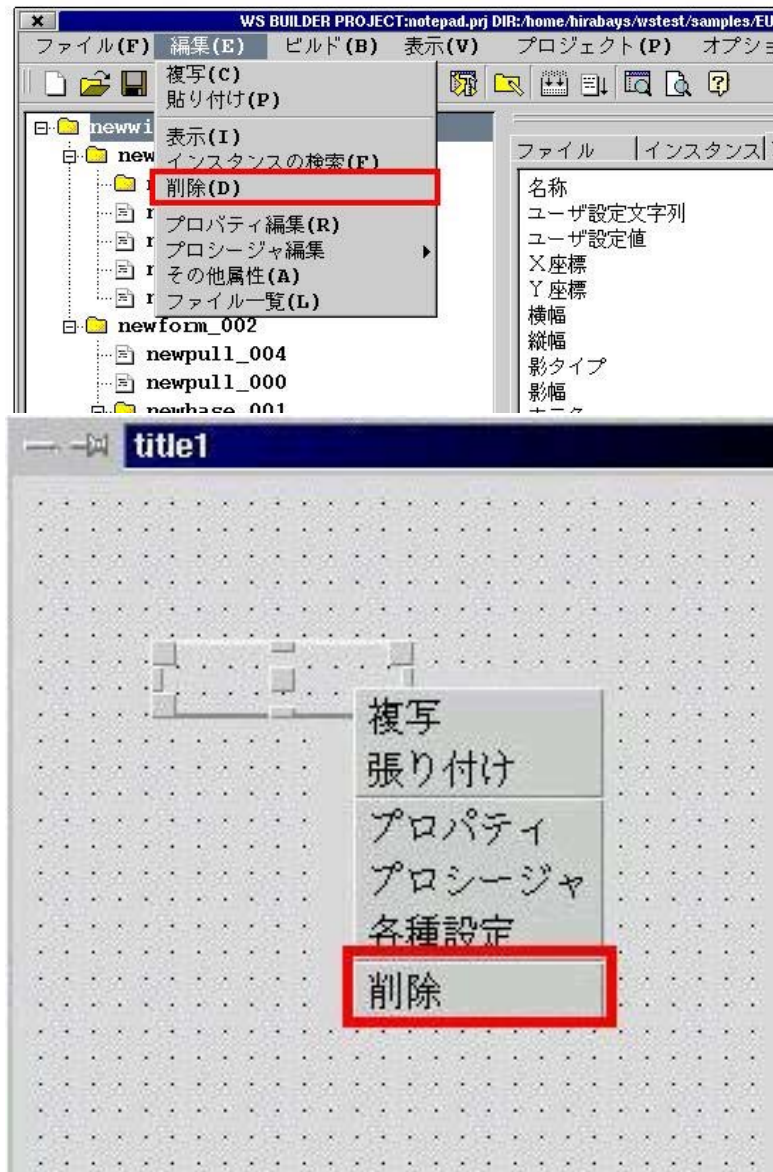 WS BUILDER PROJECT:notepad.prj DIR:/home/hirabays/wstest/samples/EU
ファイル(F) 編集(E) ビルド(B) 表示(V) プロジェクト(P) オプショ
複写(C)
貼り付け(P)
表示(I)
インスタンスの検索(F)
削除(D)
プロパティ編集(R)
プロシージャ編集
その他属性(A)
ファイル一覧(L)
newwi
new
newform_002
newpull_004
newpull_000
newbase_001
ファイル インスタンス
名称
ユーザ設定文字列
ユーザ設定値
X座標
Y座標
横幅
縦幅
影タイプ
影幅
title1
複写
張り付け
プロパティ
プロシージャ
各種設定
削除